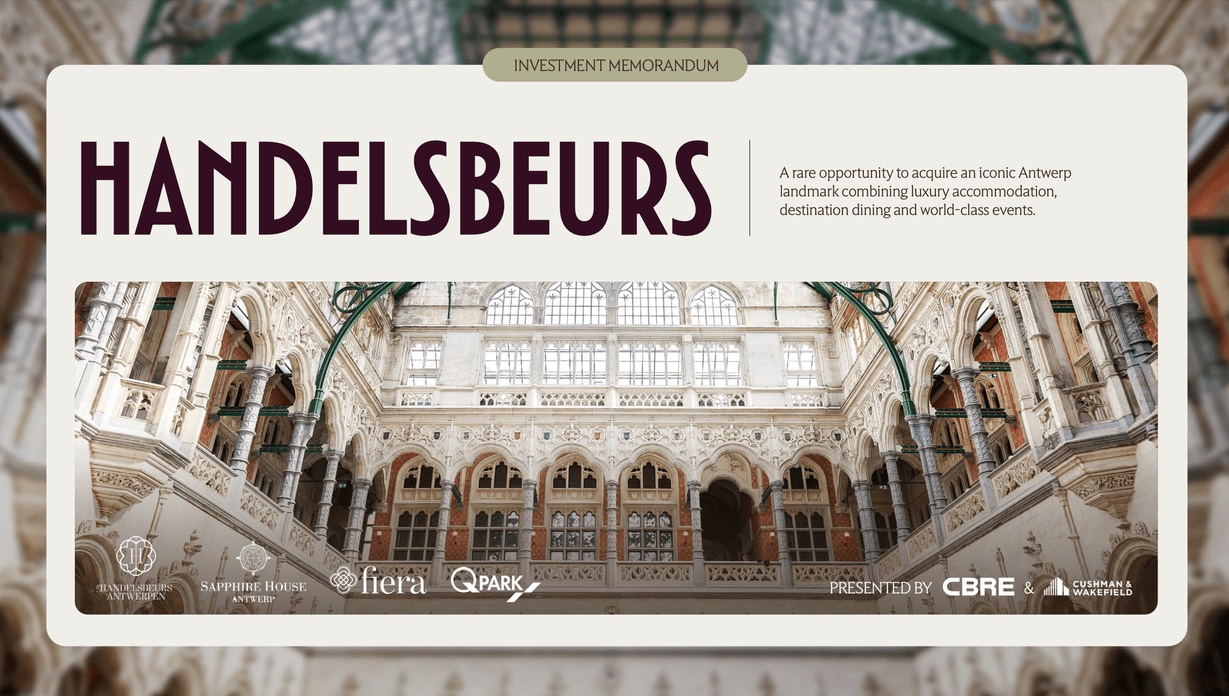 INVESTMENT MEMORANDUM
HANDELSBEURS
A rare opportunity to acquire an iconic Antwerp
landmark combining luxury accommodation,
destination dining and world-class events.
HANDELSBEURS
ANTWERPEN
SAPPHIRE HOUSE
ANTWERP
fiera
Q PARK
PRESENTED BY CBRE & CUSHMAN &
WAKEFIELD